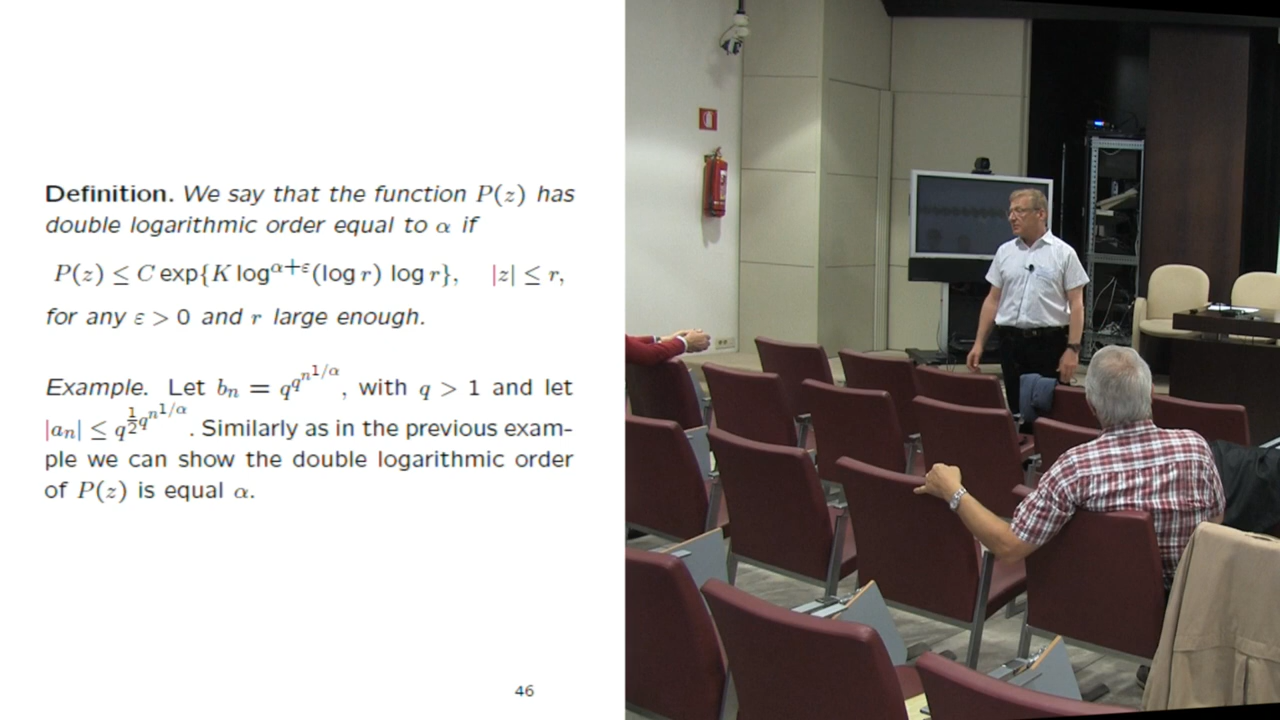 Definition. We say that the function P(z) has
double logarithmic order equal to α if
P(z) ≤ C exp{K log^{α+ε}(log r) log r}, |z| ≤ r,
for any ε > 0 and r large enough.
Example. Let b_n = q^{q^{n^{1/α}}}, with q > 1 and let
|a_n| ≤ q^{\frac{1}{2}q^{n^{1/α}}}. Similarly as in the previous exam-
ple we can show the double logarithmic order
of P(z) is equal α.
46